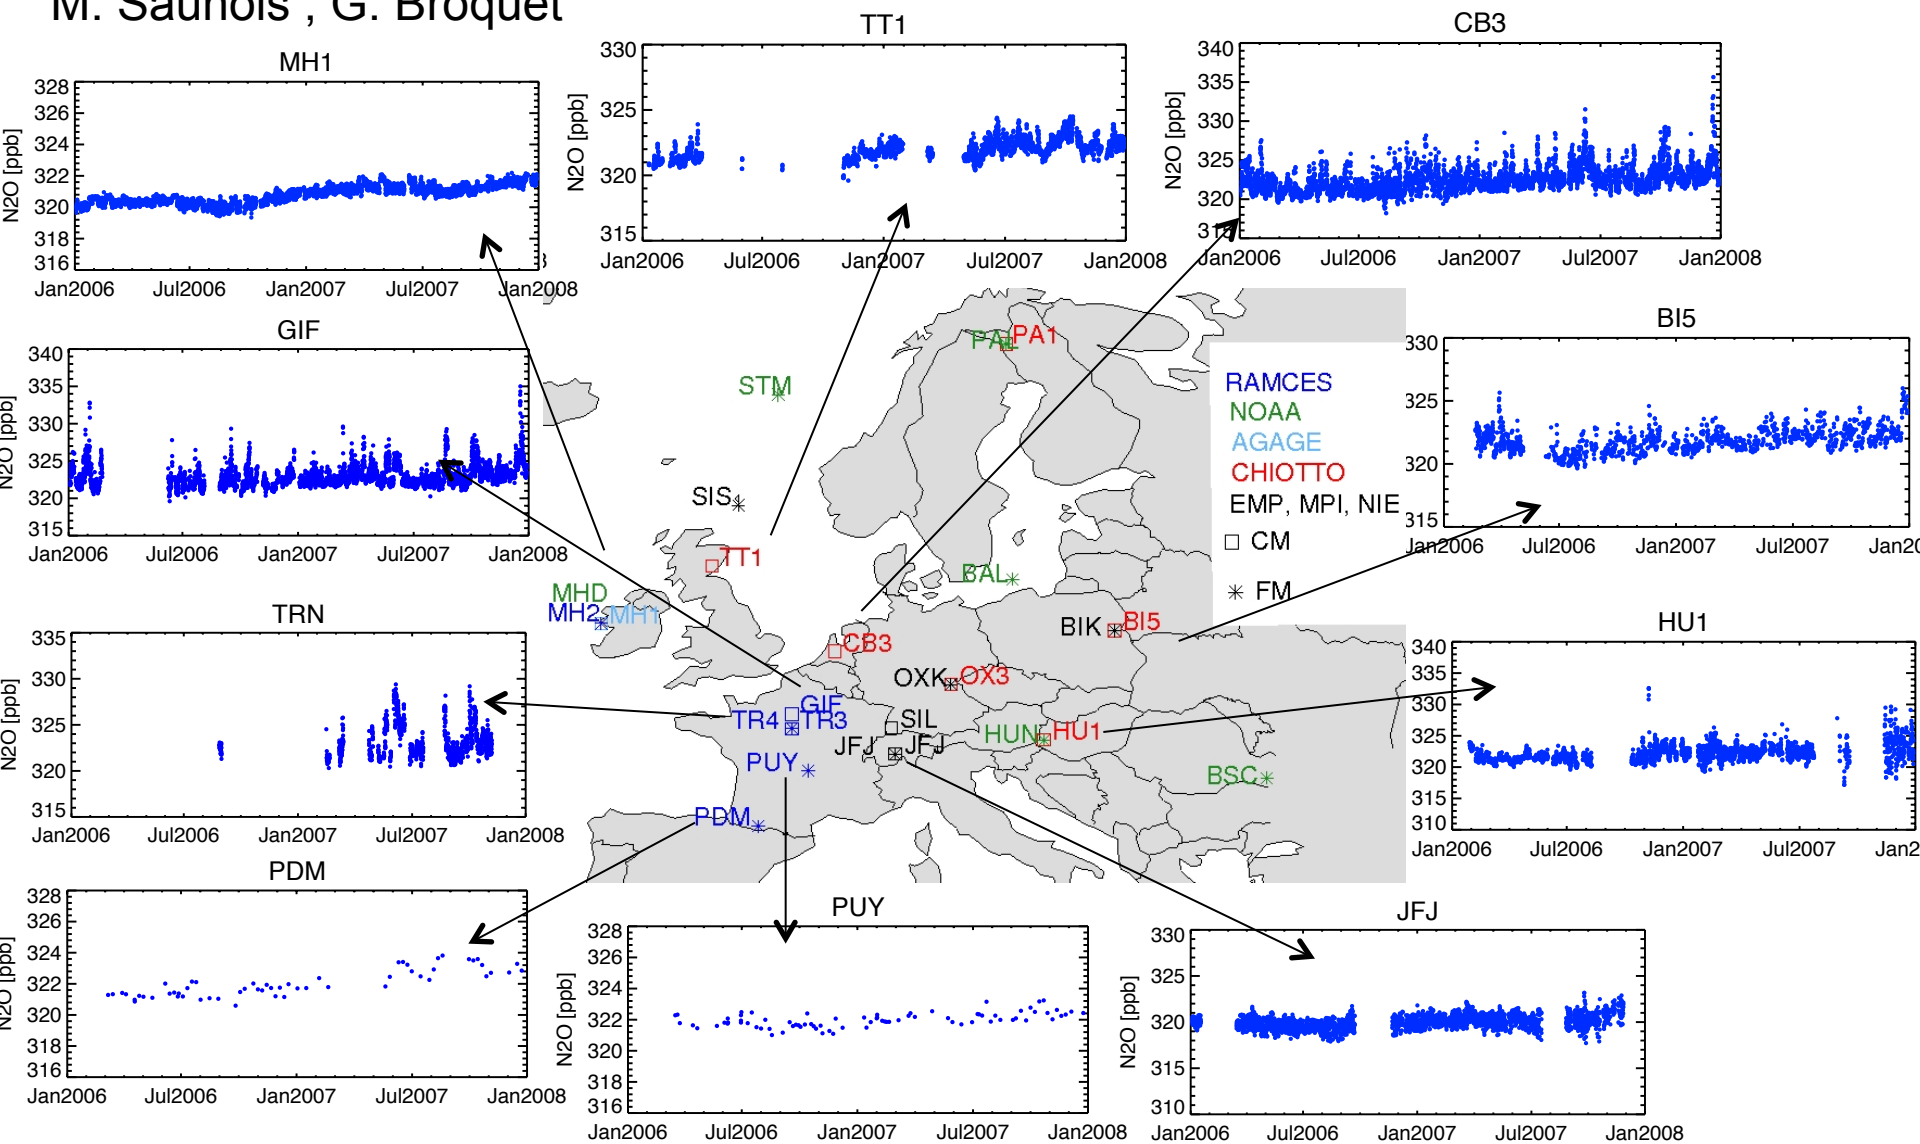 M. Saunois , G. Broquet
MH1
328
326
324
322
320
318
316
N2O [ppb]
Jan2006 Jul2006 Jan2007 Jul2007 Jan2008
TT1
330
325
320
315
N2O [ppb]
Jan2006 Jul2006 Jan2007 Jul2007 Jan2008
CB3
340
335
330
325
320
315
N2O [ppb]
Jan2006 Jul2006 Jan2007 Jul2007 Jan2008
GIF
340
335
330
325
320
315
N2O [ppb]
Jan2006 Jul2006 Jan2007 Jul2007 Jan2008
BI5
330
325
320
315
Jan2006 Jul2006 Jan2007 Jul2007 Jan20
TRN
335
330
325
320
315
N2O [ppb]
Jan2006 Jul2006 Jan2007 Jul2007 Jan2008
HU1
340
335
330
325
320
315
310
Jan2006 Jul2006 Jan2007 Jul2007 Jan2
PDM
328
326
324
322
320
318
316
N2O [ppb]
Jan2006 Jul2006 Jan2007 Jul2007 Jan2008
PUY
328
326
324
322
320
318
316
N2O [ppb]
Jan2006 Jul2006 Jan2007 Jul2007 Jan2008
JFJ
330
325
320
315
310
N2O [ppb]
Jan2006 Jul2006 Jan2007 Jul2007 Jan2008
PAL PA1
STM
SIS
TT1
BAL
MHD
MH2 MH1
BIK BI5
CB3
OXK OX3
GIF
TR4 TR3
SIL
HUN HU1
JFJ JFJ
PUY
BSC
PDM
RAMCES
NOAA
AGAGE
CHIOTTO
EMP, MPI, NIE
CM
FM